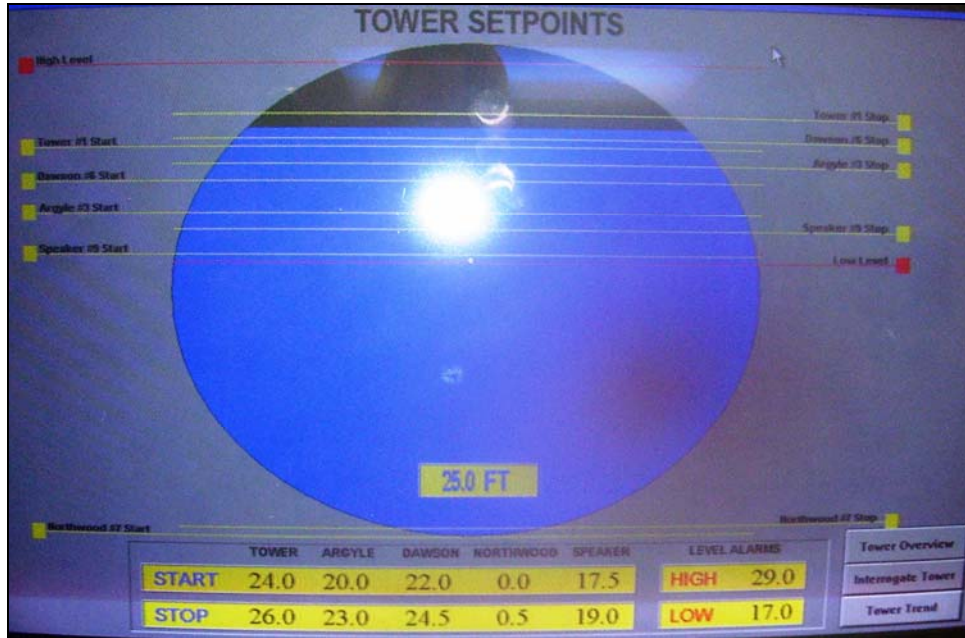 TOWER SETPOINTS
High Level
Tower #1 Stop
Tower #1 Start
Dawson #6 Stop
Argyle #3 Stop
Dawson #6 Start
Argyle #3 Start
Speaker #9 Stop
Speaker #9 Start
Low Level
25.0 FT
Northwood #7 Start
Northwood #7 Stop
TOWER ARGYLE DAWSON NORTHWOOD SPEAKER LEVEL ALARMS
START 24.0 20.0 22.0 0.0 17.5 HIGH 29.0
STOP 26.0 23.0 24.5 0.5 19.0 LOW 17.0
Tower Overview
Interrogate Tower
Tower Trend